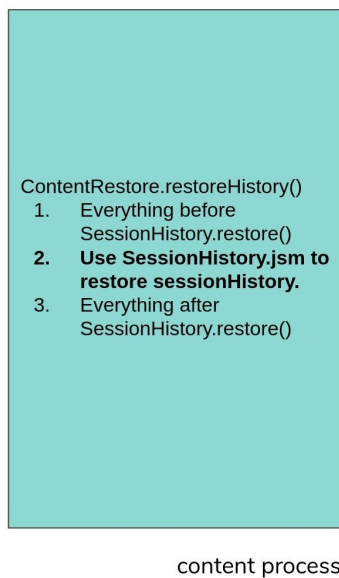 ContentRestore.restoreHistory()
1. Everything before
SessionHistory.restore()
2. Use SessionHistory.jsm to
restore sessionHistory.
3. Everything after
SessionHistory.restore()
content process